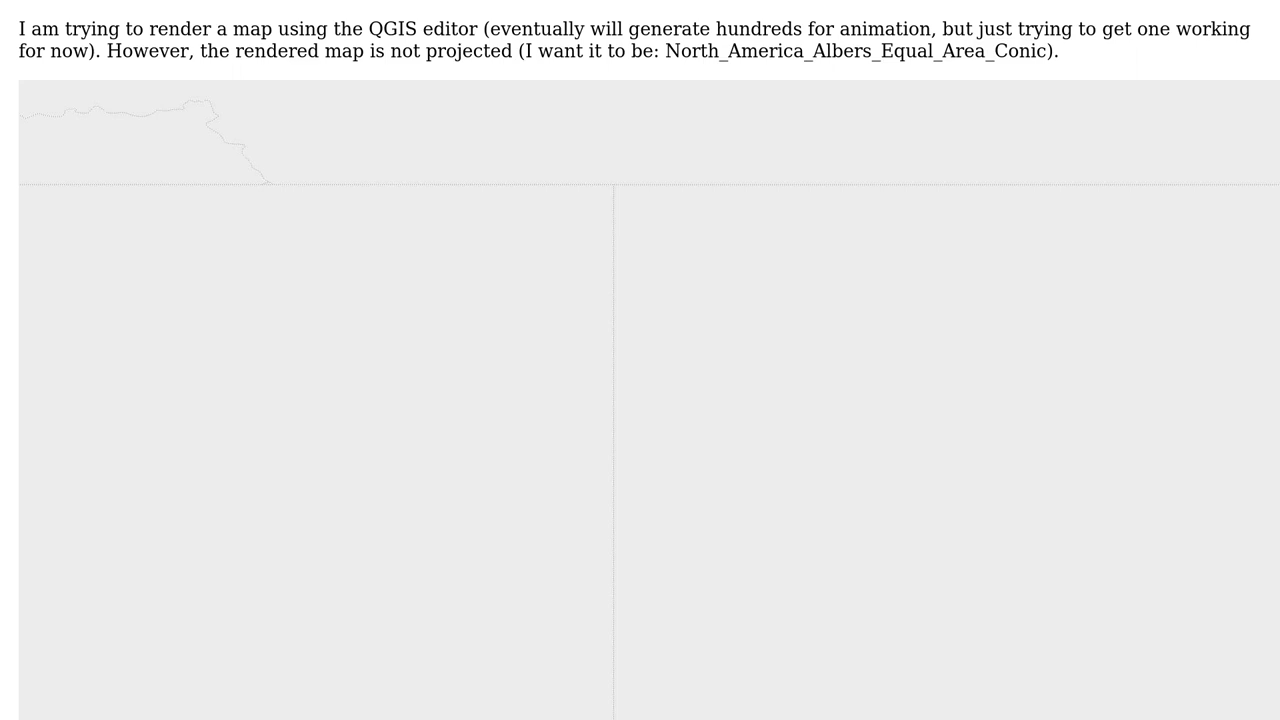 I am trying to render a map using the QGIS editor (eventually will generate hundreds for animation, but just trying to get one working
for now). However, the rendered map is not projected (I want it to be: North_America_Albers_Equal_Area_Conic).